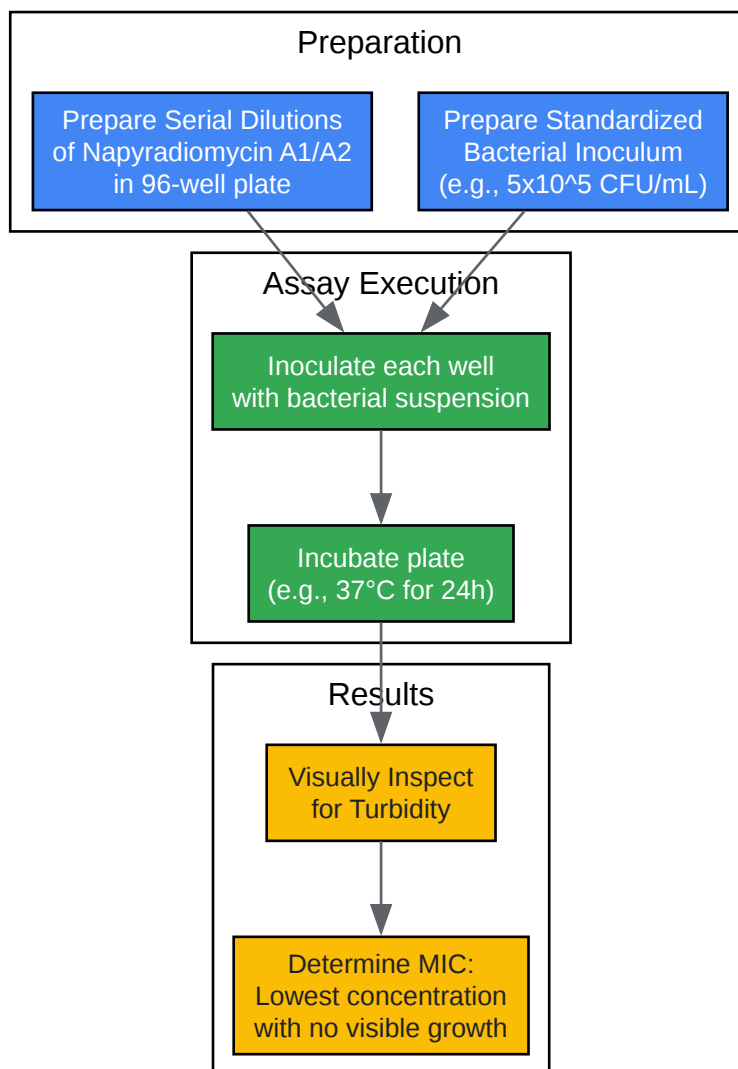 Preparation
Prepare Serial Dilutions
of Napyradiomycin A1/A2
in 96-well plate
Prepare Standardized
Bacterial Inoculum
(e.g., 5x10^5 CFU/mL)
Assay Execution
Inoculate each well
with bacterial suspension
Incubate plate
(e.g., 37°C for 24h)
Results
Visually Inspect
for Turbidity
Determine MIC:
Lowest concentration
with no visible growth